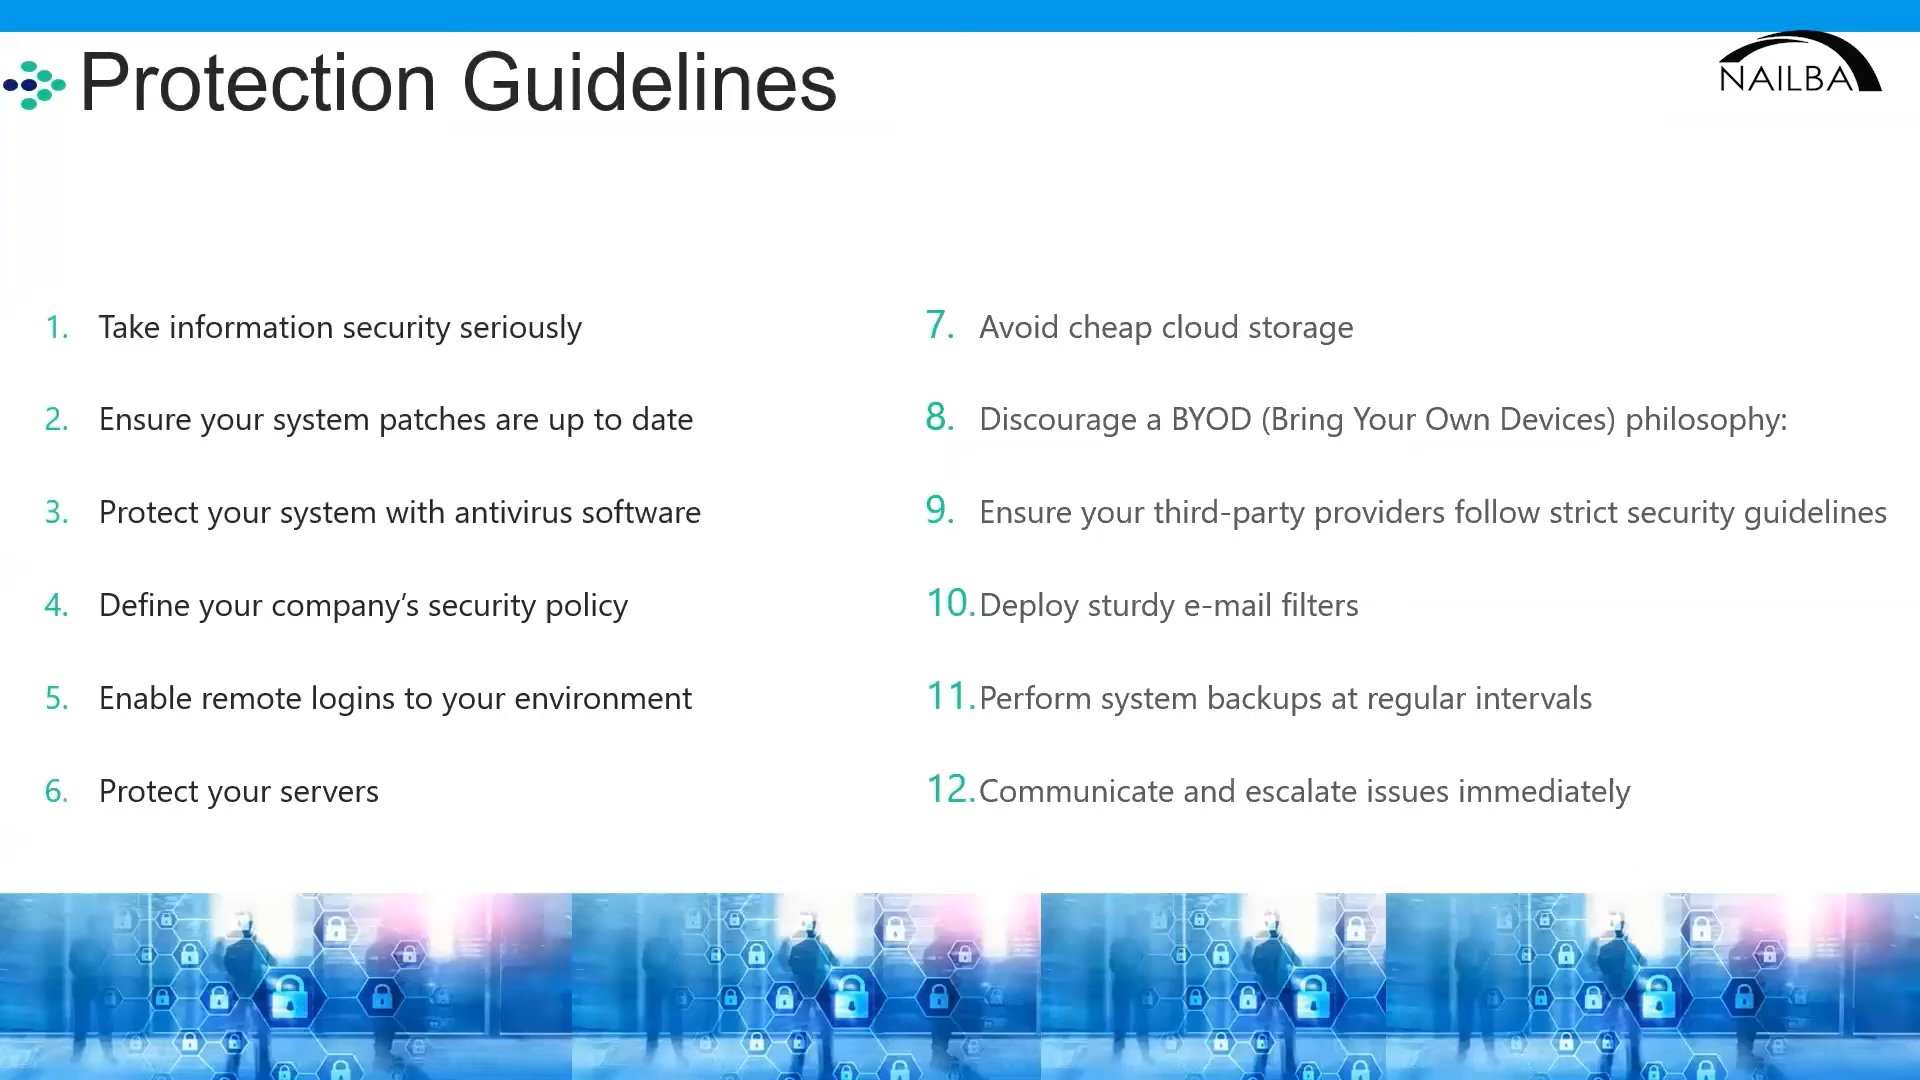 Protection Guidelines
NAILBA
1. Take information security seriously
2. Ensure your system patches are up to date
3. Protect your system with antivirus software
4. Define your company’s security policy
5. Enable remote logins to your environment
6. Protect your servers
7. Avoid cheap cloud storage
8. Discourage a BYOD (Bring Your Own Devices) philosophy:
9. Ensure your third-party providers follow strict security guidelines
10. Deploy sturdy e-mail filters
11. Perform system backups at regular intervals
12. Communicate and escalate issues immediately